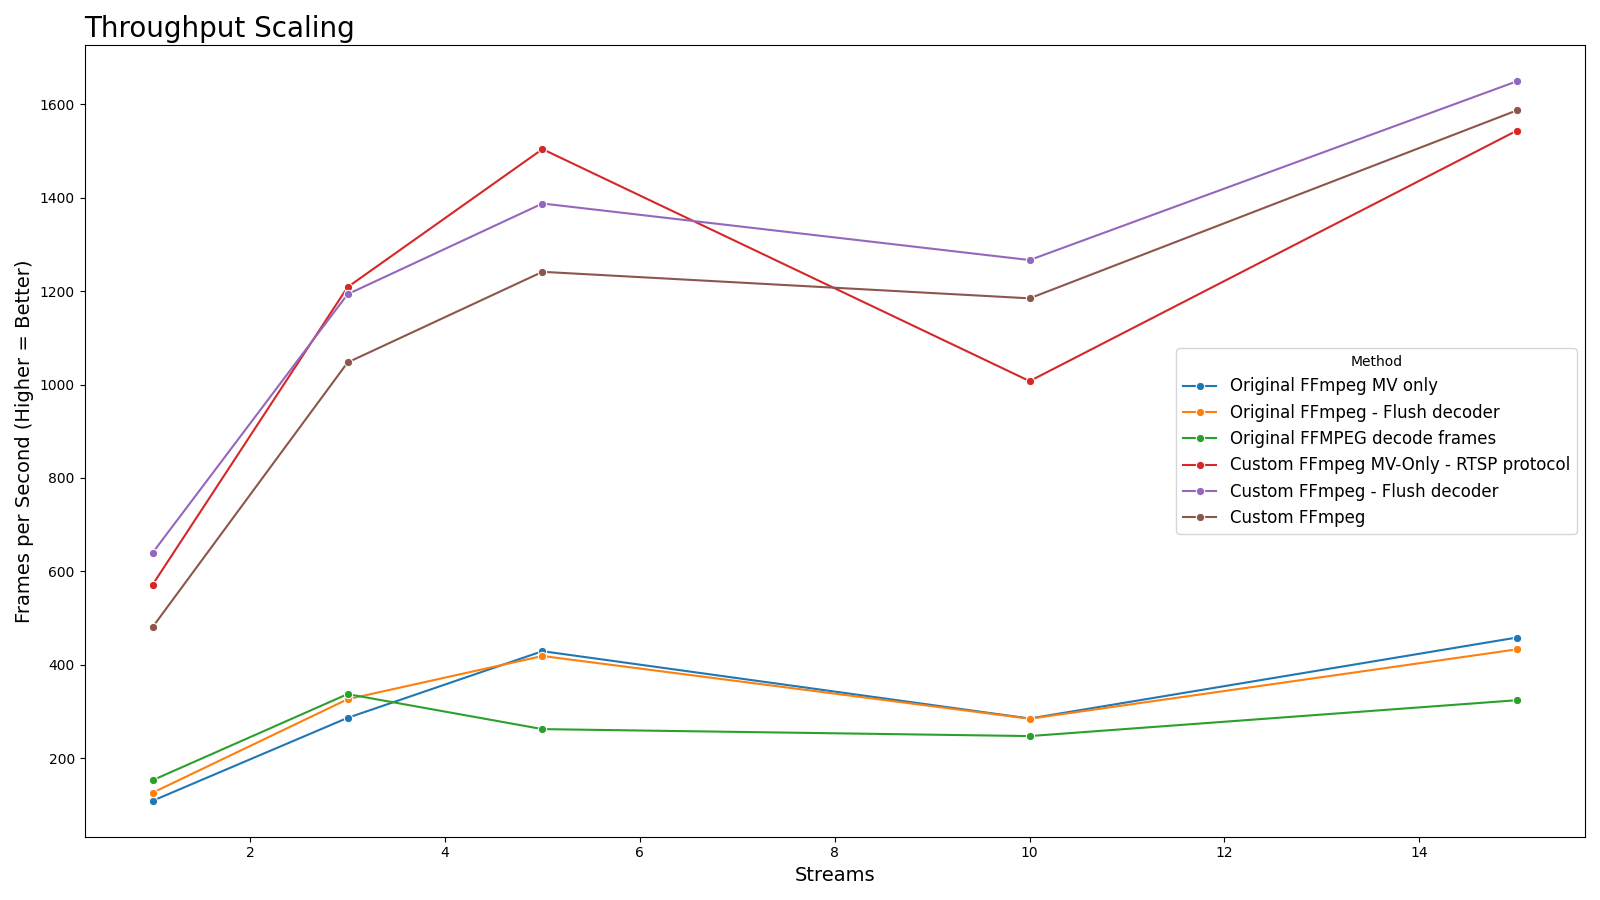 Throughput Scaling
Frames per Second (Higher = Better)
1600
1400
1200
1000
800
600
400
200
Method
Original FFmpeg MV only
Original FFmpeg - Flush decoder
Original FFMPEG decode frames
Custom FFmpeg MV-Only - RTSP protocol
Custom FFmpeg - Flush decoder
Custom FFmpeg
2 4 6 8 10 12 14
Streams